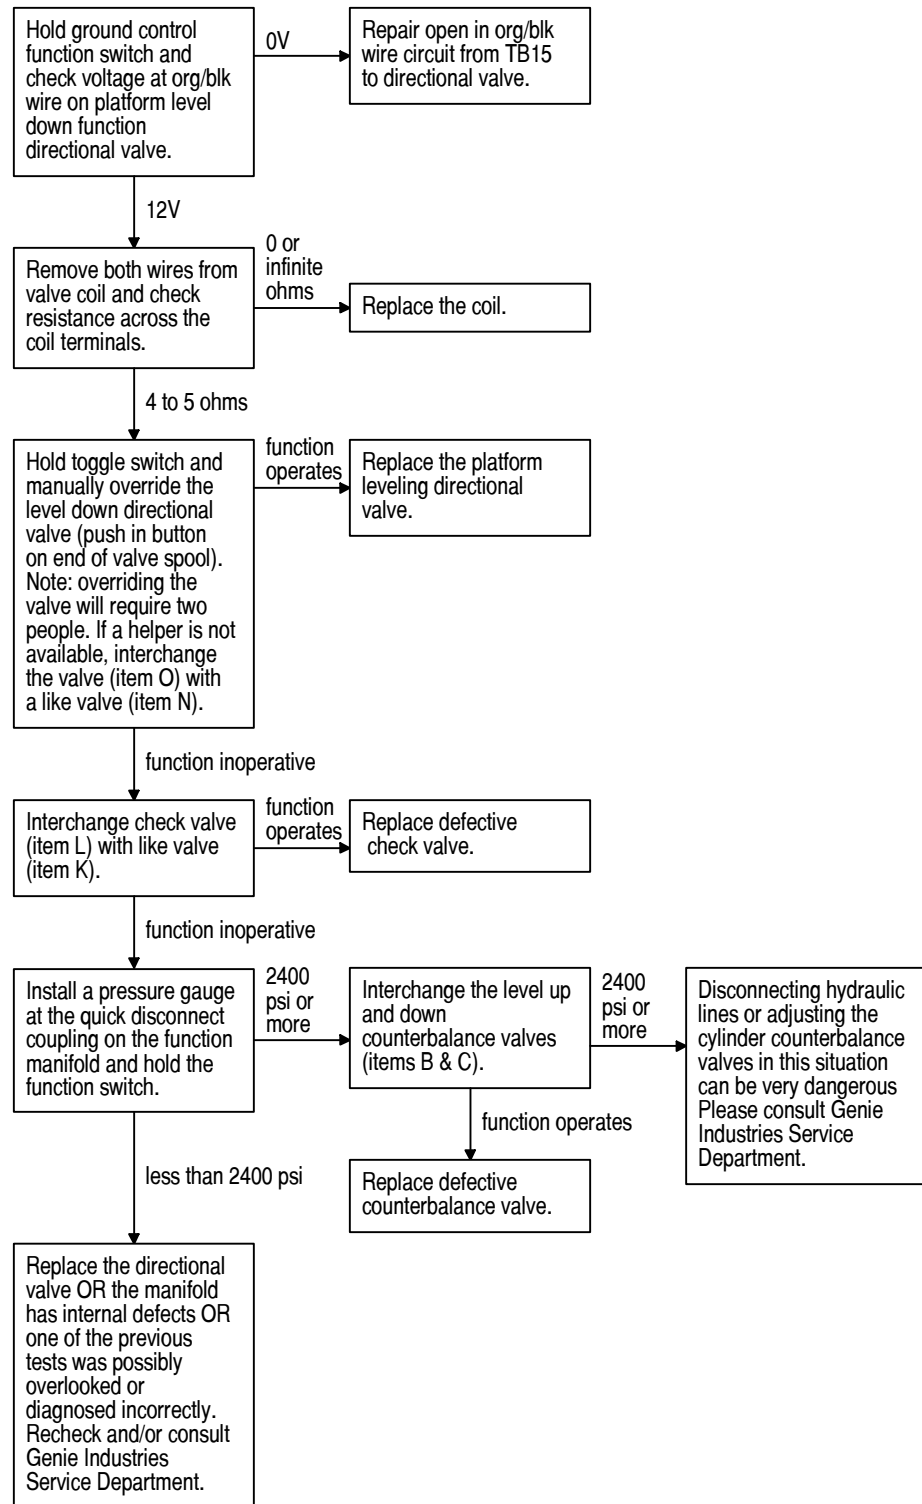 Hold ground control
function switch and
check voltage at org/blk
wire on platform level
down function
directional valve.
0V
Repair open in org/blk
wire circuit from TB15
to directional valve.
12V
Remove both wires from
valve coil and check
resistance across the
coil terminals.
0 or
infinite
ohms
Replace the coil.
4 to 5 ohms
Hold toggle switch and
manually override the
level down directional
valve (push in button
on end of valve spool).
Note: overriding the
valve will require two
people. If a helper is not
available, interchange
the valve (item O) with
a like valve (item N).
function
operates
Replace the platform
leveling directional
valve.
function inoperative
Interchange check valve
(item L) with like valve
(item K).
function
operates
Replace defective
check valve.
function inoperative
Install a pressure gauge
at the quick disconnect
coupling on the function
manifold and hold the
function switch.
2400
psi or
more
Interchange the level up
and down
counterbalance valves
(items B & C).
2400
psi or
more
Disconnecting hydraulic
lines or adjusting the
cylinder counterbalance
valves in this situation
can be very dangerous
Please consult Genie
Industries Service
Department.
function operates
Replace defective
counterbalance valve.
less than 2400 psi
Replace the directional
valve OR the manifold
has internal defects OR
one of the previous
tests was possibly
overlooked or
diagnosed incorrectly.
Recheck and/or consult
Genie Industries
Service Department.